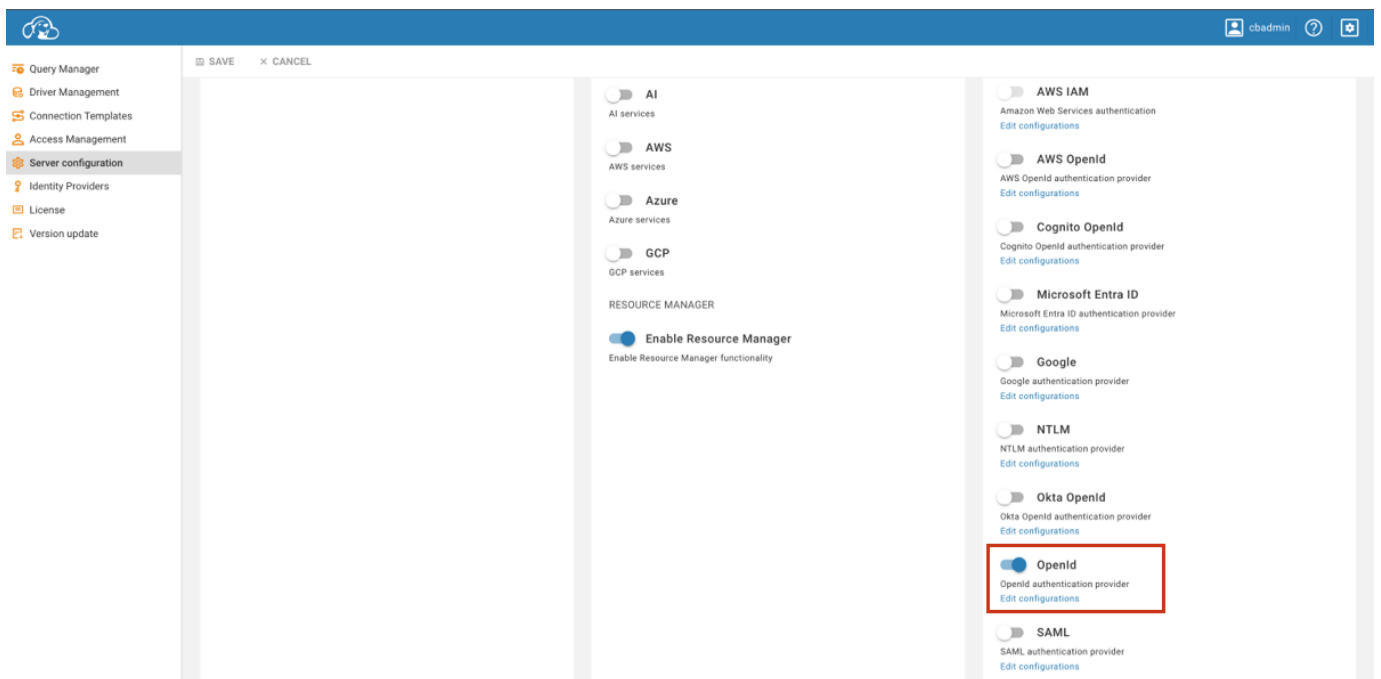 cbadmin
Query Manager
Driver Management
Connection Templates
Access Management
Server configuration
Identity Providers
License
Version update
SAVE
CANCEL
AI
AI services
AWS
AWS services
Azure
Azure services
GCP
GCP services
RESOURCE MANAGER
Enable Resource Manager
Enable Resource Manager functionality
AWS IAM
Amazon Web Services authentication
Edit configurations
AWS OpenId
AWS OpenId authentication provider
Edit configurations
Cognito OpenId
Cognito OpenId authentication provider
Edit configurations
Microsoft Entra ID
Microsoft Entra ID authentication provider
Edit configurations
Google
Google authentication provider
Edit configurations
NTLM
NTLM authentication provider
Edit configurations
Okta OpenId
Okta OpenId authentication provider
Edit configurations
OpenId
OpenId authentication provider
Edit configurations
SAML
SAML authentication provider
Edit configurations